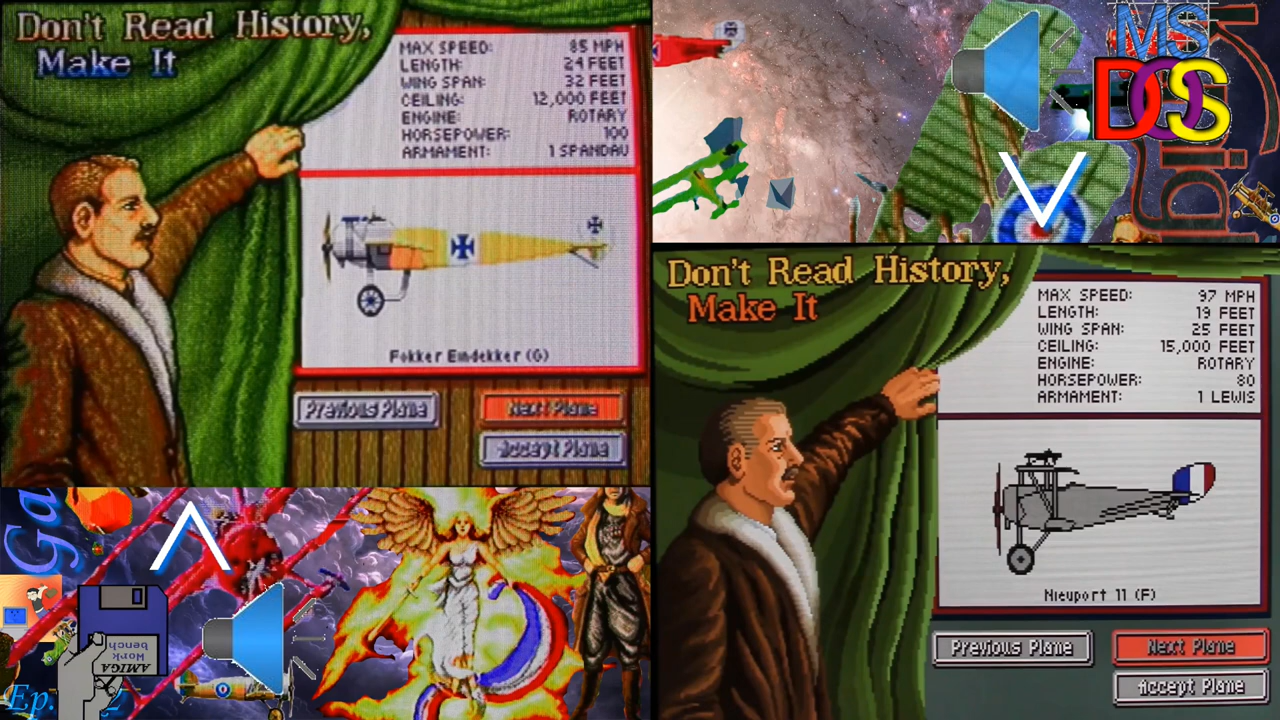 Don't Read History,
Make It
MAX SPEED: 85 MPH
LENGTH: 24 FEET
WING SPAN: 32 FEET
CEILING: 12,000 FEET
ENGINE: ROTARY
HORSEPOWER: 100
ARMAMENT: 1 SPANDAU
Fokker Eindekker (G)
Previous Plane
Next Plane
Accept Plane
MS
DOS
Don't Read History,
Make It
MAX SPEED: 97 MPH
LENGTH: 19 FEET
WING SPAN: 25 FEET
CEILING: 15,000 FEET
ENGINE: ROTARY
HORSEPOWER: 80
ARMAMENT: 1 LEWIS
Nieuport 11 (F)
Previous Plane
Next Plane
Accept Plane
Ga
AMIGA
Work
bench
Ep.